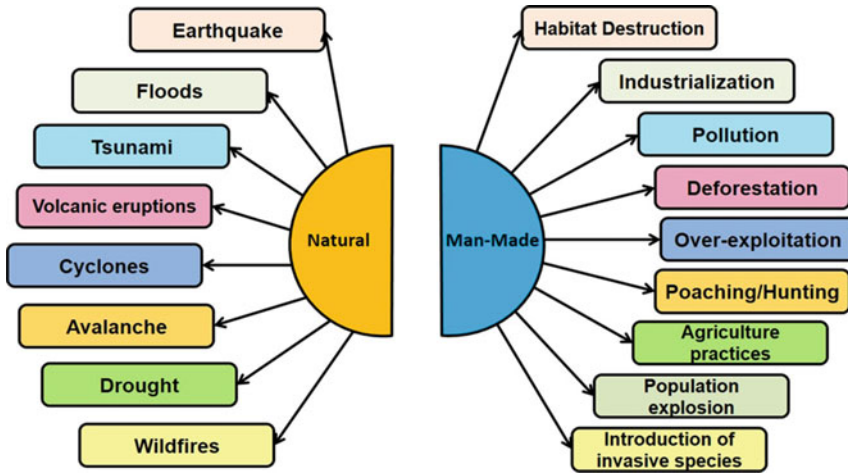 Earthquake
Floods
Tsunami
Volcanic eruptions
Cyclones
Avalanche
Drought
Wildfires
Natural
Man-Made
Habitat Destruction
Industrialization
Pollution
Deforestation
Over-exploitation
Poaching/Hunting
Agriculture
practices
Population
explosion
Introduction of
invasive species